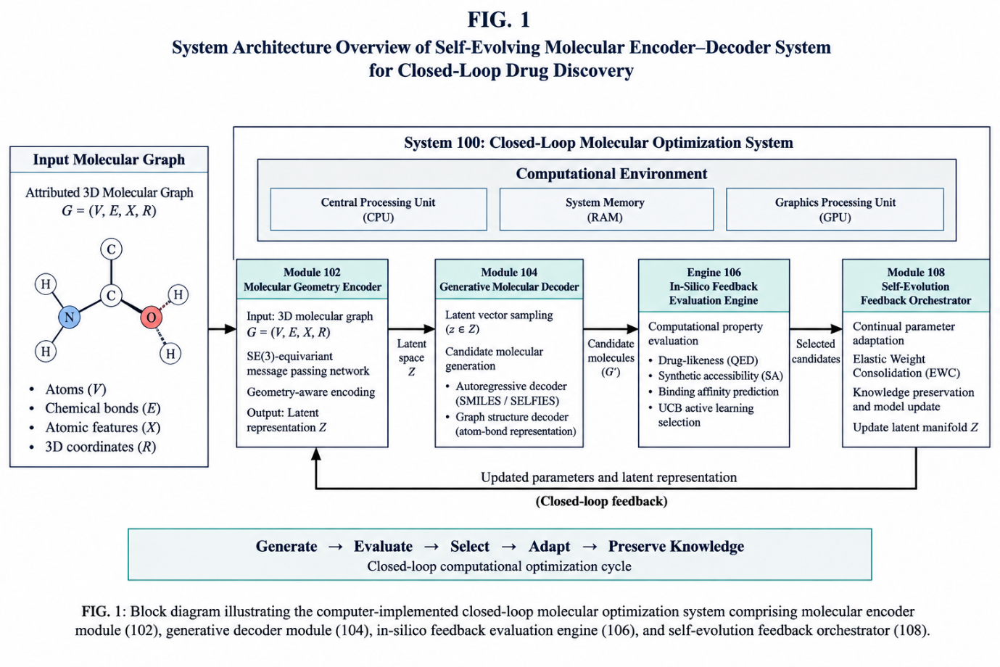 FIG. 1
System Architecture Overview of Self-Evolving Molecular Encoder–Decoder System
for Closed-Loop Drug Discovery
Input Molecular Graph
Attributed 3D Molecular Graph
G = (V, E, X, R)
C
H
C
H
N
O
H
H
• Atoms (V)
• Chemical bonds (E)
• Atomic features (X)
• 3D coordinates (R)
System 100: Closed-Loop Molecular Optimization System
Computational Environment
Central Processing Unit
(CPU)
System Memory
(RAM)
Graphics Processing Unit
(GPU)
Module 102
Molecular Geometry Encoder
Input: 3D molecular graph
G = (V, E, X, R)
SE(3)-equivariant
message passing network
Geometry-aware encoding
Output: Latent
representation Z
Latent
space
Z
Module 104
Generative Molecular Decoder
Latent vector sampling
(z ∈ Z)
Candidate molecular
generation
• Autoregressive decoder
(SMILES / SELFIES)
• Graph structure decoder
(atom-bond representation)
Candidate
molecules
(G')
Engine 106
In-Silico Feedback
Evaluation Engine
Computational property
evaluation
• Drug-likeness (QED)
• Synthetic accessibility (SA)
• Binding affinity prediction
• UCB active learning
selection
Selected
candidates
Module 108
Self-Evolution
Feedback Orchestrator
Continual parameter
adaptation
Elastic Weight
Consolidation (EWC)
Knowledge preservation
and model update
Update latent manifold Z
Updated parameters and latent representation
(Closed-loop feedback)
Generate → Evaluate → Select → Adapt → Preserve Knowledge
Closed-loop computational optimization cycle
FIG. 1: Block diagram illustrating the computer-implemented closed-loop molecular optimization system comprising molecular encoder
module (102), generative decoder module (104), in-silico feedback evaluation engine (106), and self-evolution feedback orchestrator (108).